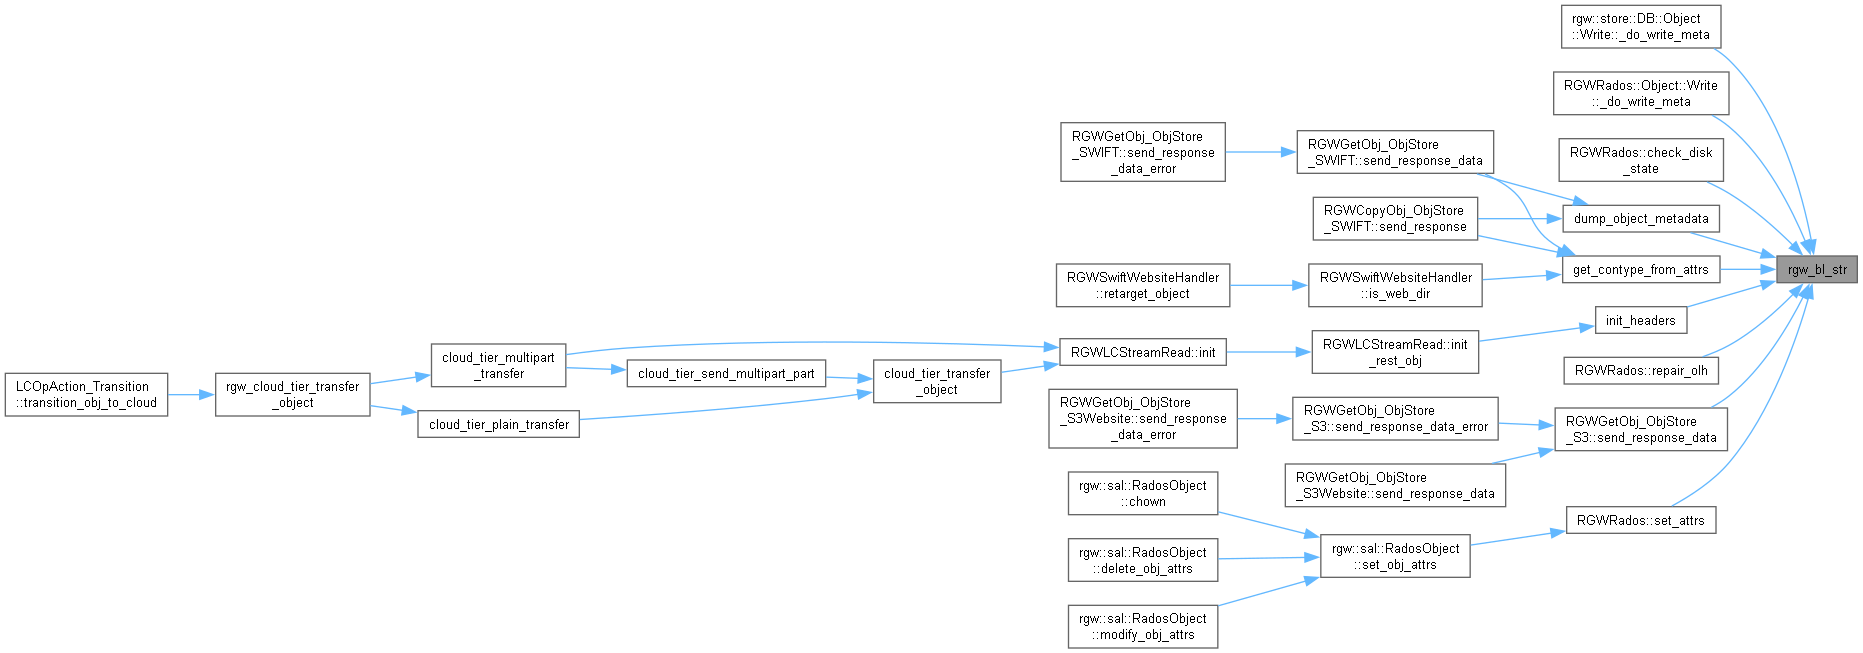 rgw::store::DB::Object
::Write::_do_write_meta
RGWRados::Object::Write
::_do_write_meta
RGWGetObj_ObjStore
_SWIFT::send_response
_data_error
RGWGetObj_ObjStore
_SWIFT::send_response_data
RGWRados::check_disk
_state
RGWCopyObj_ObjStore
_SWIFT::send_response
dump_object_metadata
RGWSwiftWebsiteHandler
::retarget_object
RGWSwiftWebsiteHandler
::is_web_dir
get_contype_from_attrs
rgw_bl_str
init_headers
LCOpAction_Transition
::transition_obj_to_cloud
rgw_cloud_tier_transfer
_object
cloud_tier_multipart
_transfer
cloud_tier_send_multipart_part
cloud_tier_plain_transfer
cloud_tier_transfer
_object
RGWLCStreamRead::init
RGWLCStreamRead::init
_rest_obj
RGWRados::repair_olh
RGWGetObj_ObjStore
_S3Website::send_response
_data_error
RGWGetObj_ObjStore
_S3::send_response_data_error
RGWGetObj_ObjStore
_S3::send_response_data
RGWGetObj_ObjStore
_S3Website::send_response_data
rgw::sal::RadosObject
::chown
rgw::sal::RadosObject
::delete_obj_attrs
rgw::sal::RadosObject
::modify_obj_attrs
rgw::sal::RadosObject
::set_obj_attrs
RGWRados::set_attrs